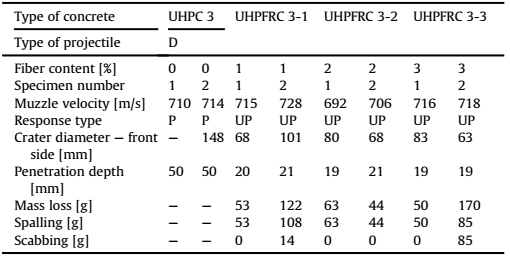 Type of concrete UHPC 3 UHPFRC 3-1 UHPFRC 3-2 UHPFRC 3-3
Type of projectile D
Fiber content [%] 0 0 1 1 2 2 3 3
Specimen number 1 2 1 2 1 2 1 2
Muzzle velocity [m/s] 710 714 715 728 692 706 716 718
Response type P P UP UP UP UP UP UP
Crater diameter − front − 148 68 101 80 68 83 63
side [mm]
Penetration depth 50 50 20 21 19 21 19 19
[mm]
Mass loss [g] − − 53 122 63 44 50 170
Spalling [g] − − 53 108 63 44 50 85
Scabbing [g] − − 0 14 0 0 0 85